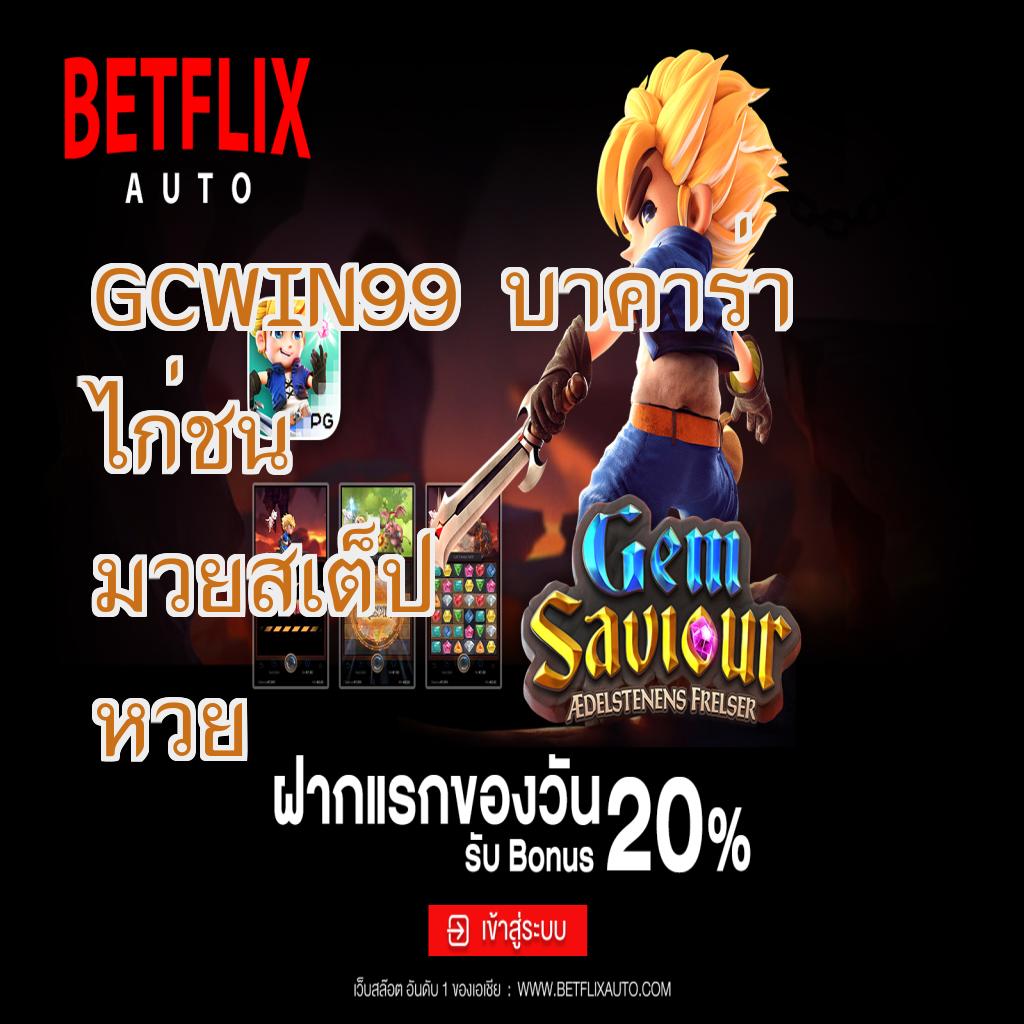 BETFLIX
AUTO
GCWIN99 บาคาร่า
ไก่ชน
PG
มวยสเต็ป
หวย
Gem
Saviour
ÆDELSTENENS FRELSER
ฝากแรกของวัน
รับ Bonus 20%
เข้าสู่ระบบ
เว็บสล๊อต อันดับ 1 ของเอเชีย : WWW.BETFLIXAUTO.COM